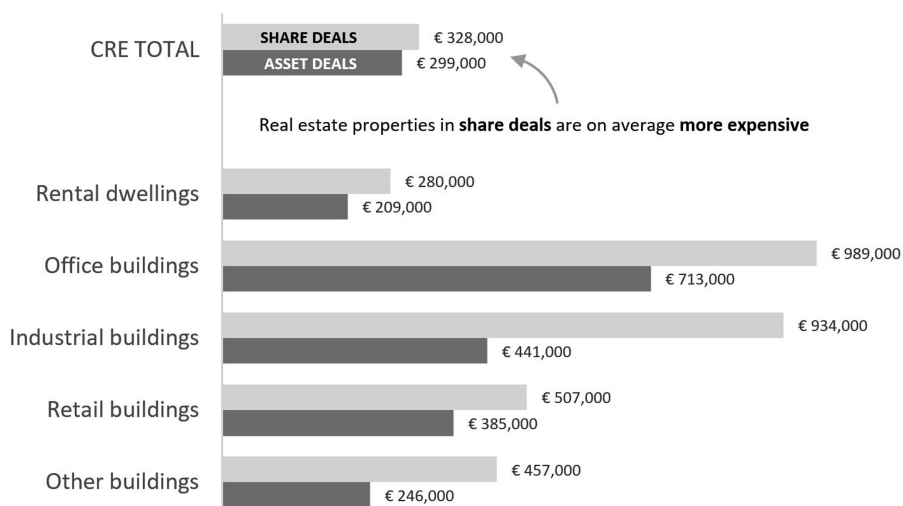 CRE TOTAL
SHARE DEALS
€ 328,000
ASSET DEALS
€ 299,000
Real estate properties in share deals are on average more expensive
Rental dwellings
€ 280,000
€ 209,000
Office buildings
€ 989,000
€ 713,000
Industrial buildings
€ 934,000
€ 441,000
Retail buildings
€ 507,000
€ 385,000
Other buildings
€ 457,000
€ 246,000